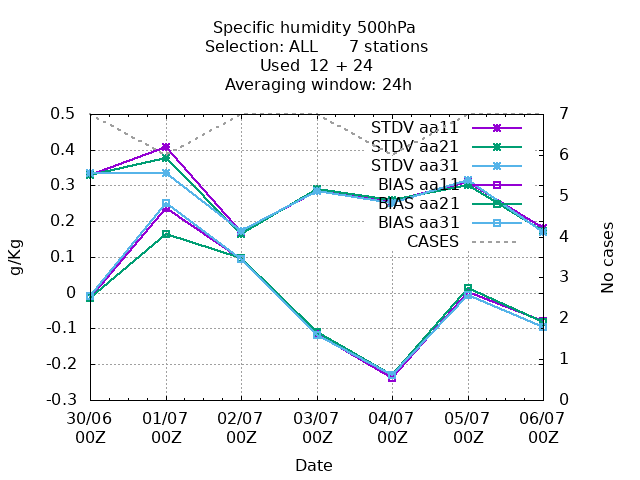 Specific humidity 500hPa
Selection: ALL 7 stations
Used 12 + 24
Averaging window: 24h
0.5
0.4
0.3
0.2
0.1
0
-0.1
-0.2
-0.3
g/Kg
7
6
5
4
3
2
1
0
No cases
STDV aa11
STDV aa21
STDV aa31
BIAS aa11
BIAS aa21
BIAS aa31
CASES
30/06 01/07 02/07 03/07 04/07 05/07 06/07
00Z 00Z 00Z 00Z 00Z 00Z 00Z
Date